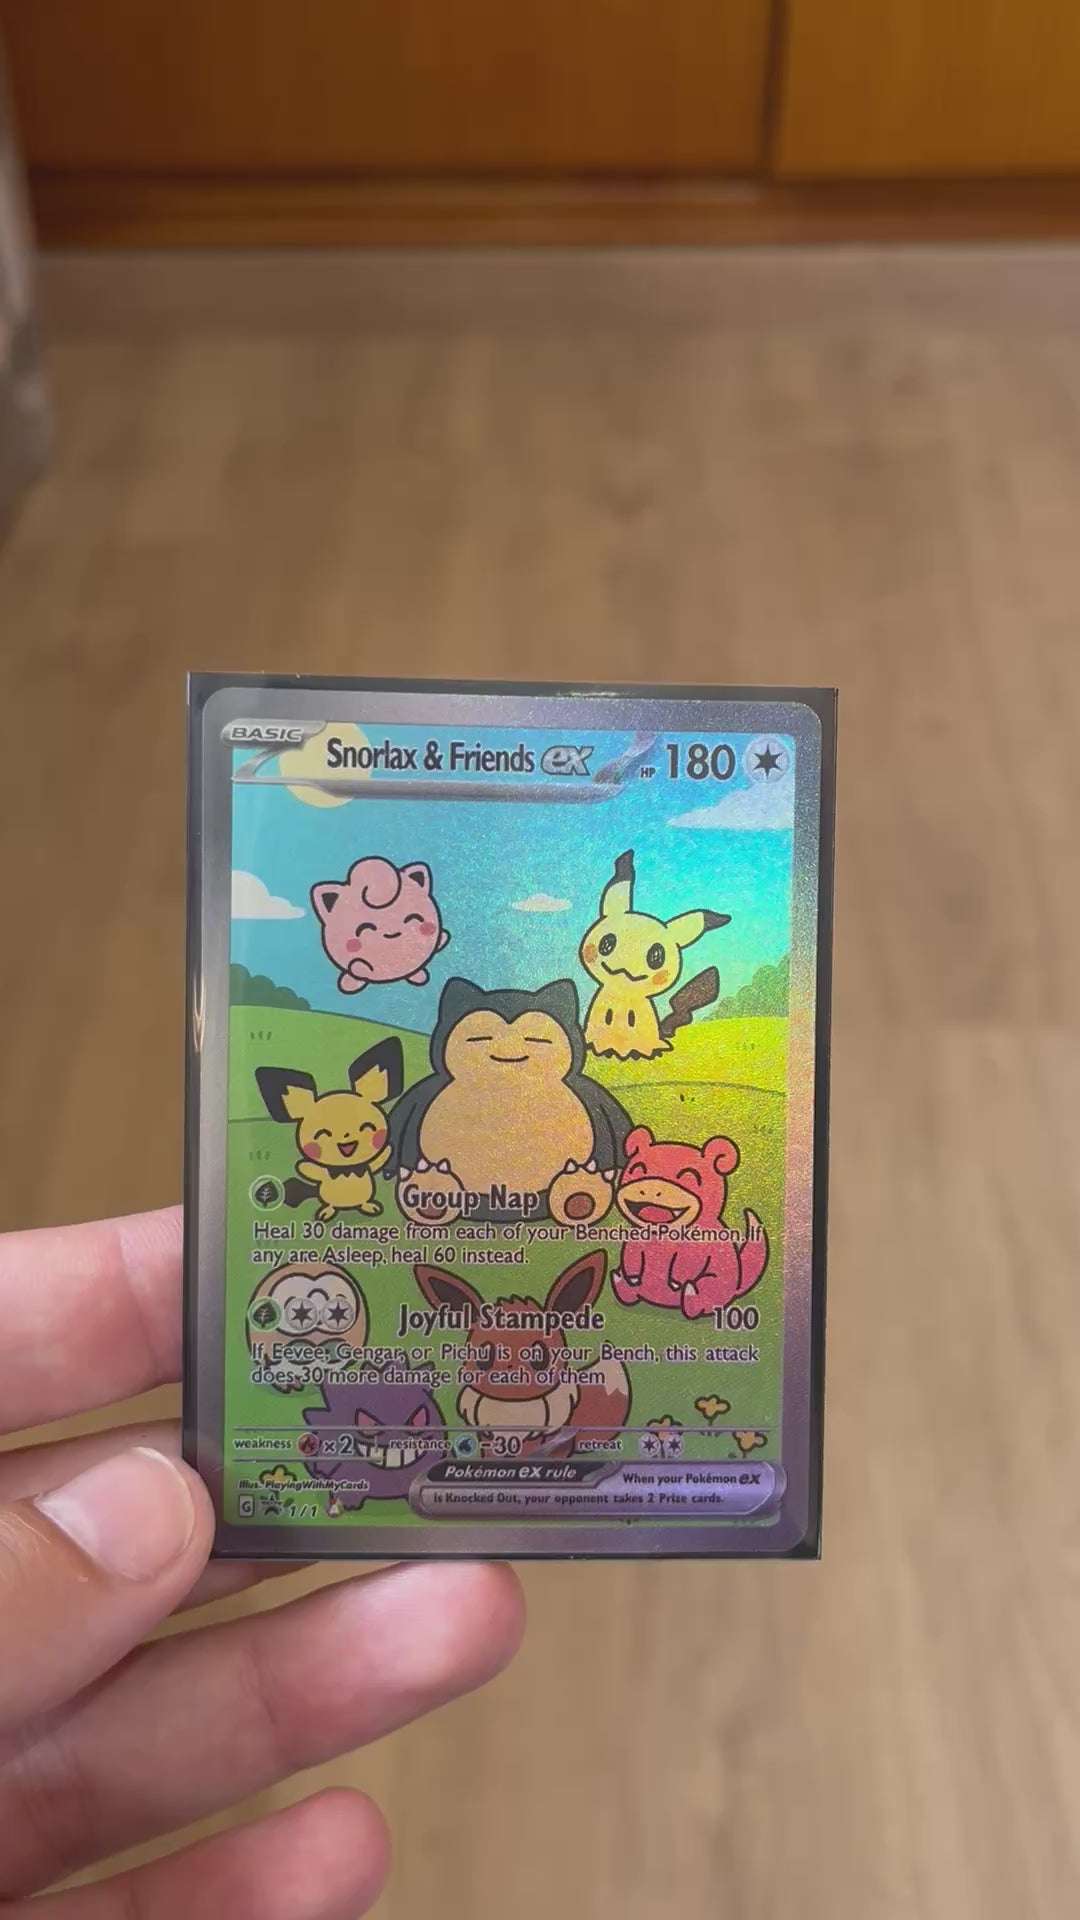 BASIC
Snorlax & Friends ex HP 180
Group Nap
Heal 30 damage from each of your Benched Pokémon. If
any are Asleep, heal 60 instead.
Joyful Stampede 100
If Eevee, Gengar, or Pichu is on your Bench, this attack
does 30 more damage for each of them
weakness ×2 resistance -30 retreat
Illus. PlayingWithMyCards
Pokémon ex rule When your Pokémon ex
is Knocked Out, your opponent takes 2 Prize cards.
G 1/1